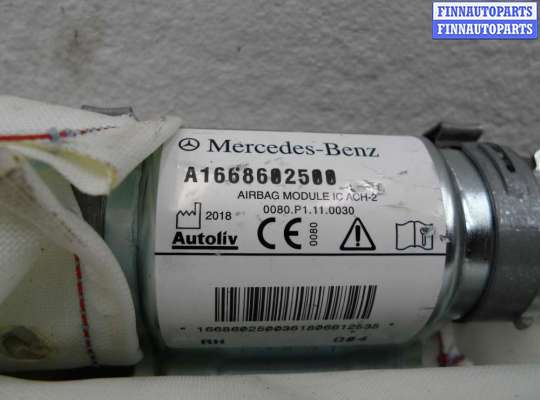 FINNAUTOPARTS
FINNAUTOPARTS
Mercedes-Benz
A1668602500
AIRBAG MODULE IC ACH-2
0080.P1.11.0030
2018
Autoliv
CE
0080
RH